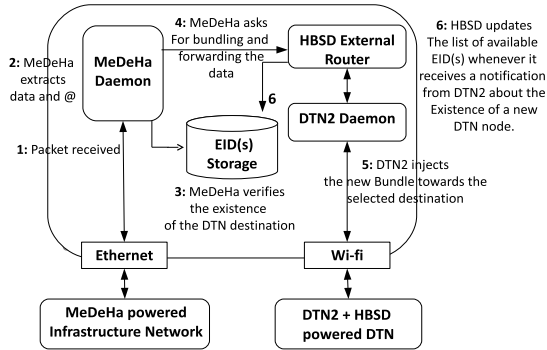 4: MeDeHa asks
For bundling and
forwarding the
data
6: HBSD updates
The list of available
EID(s) whenever it
receives a notification
from DTN2 about the
Existence of a new
DTN node.
2: MeDeHa
extracts
data and @
MeDeHa
Daemon
HBSD External
Router
6
DTN2 Daemon
1: Packet received
EID(s)
Storage
5: DTN2 injects
the new Bundle towards the
selected destination
3: MeDeHa verifies
the existence
of the DTN destination
Ethernet
Wi-fi
MeDeHa powered
Infrastructure Network
DTN2 + HBSD
powered DTN